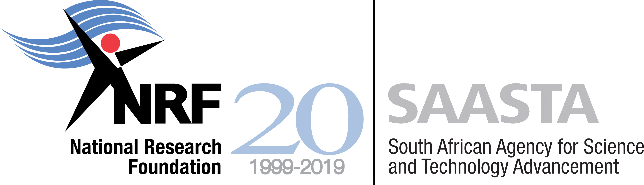 NRF
National Research
Foundation
20
1999-2019
SAASTA
South African Agency for Science
and Technology Advancement